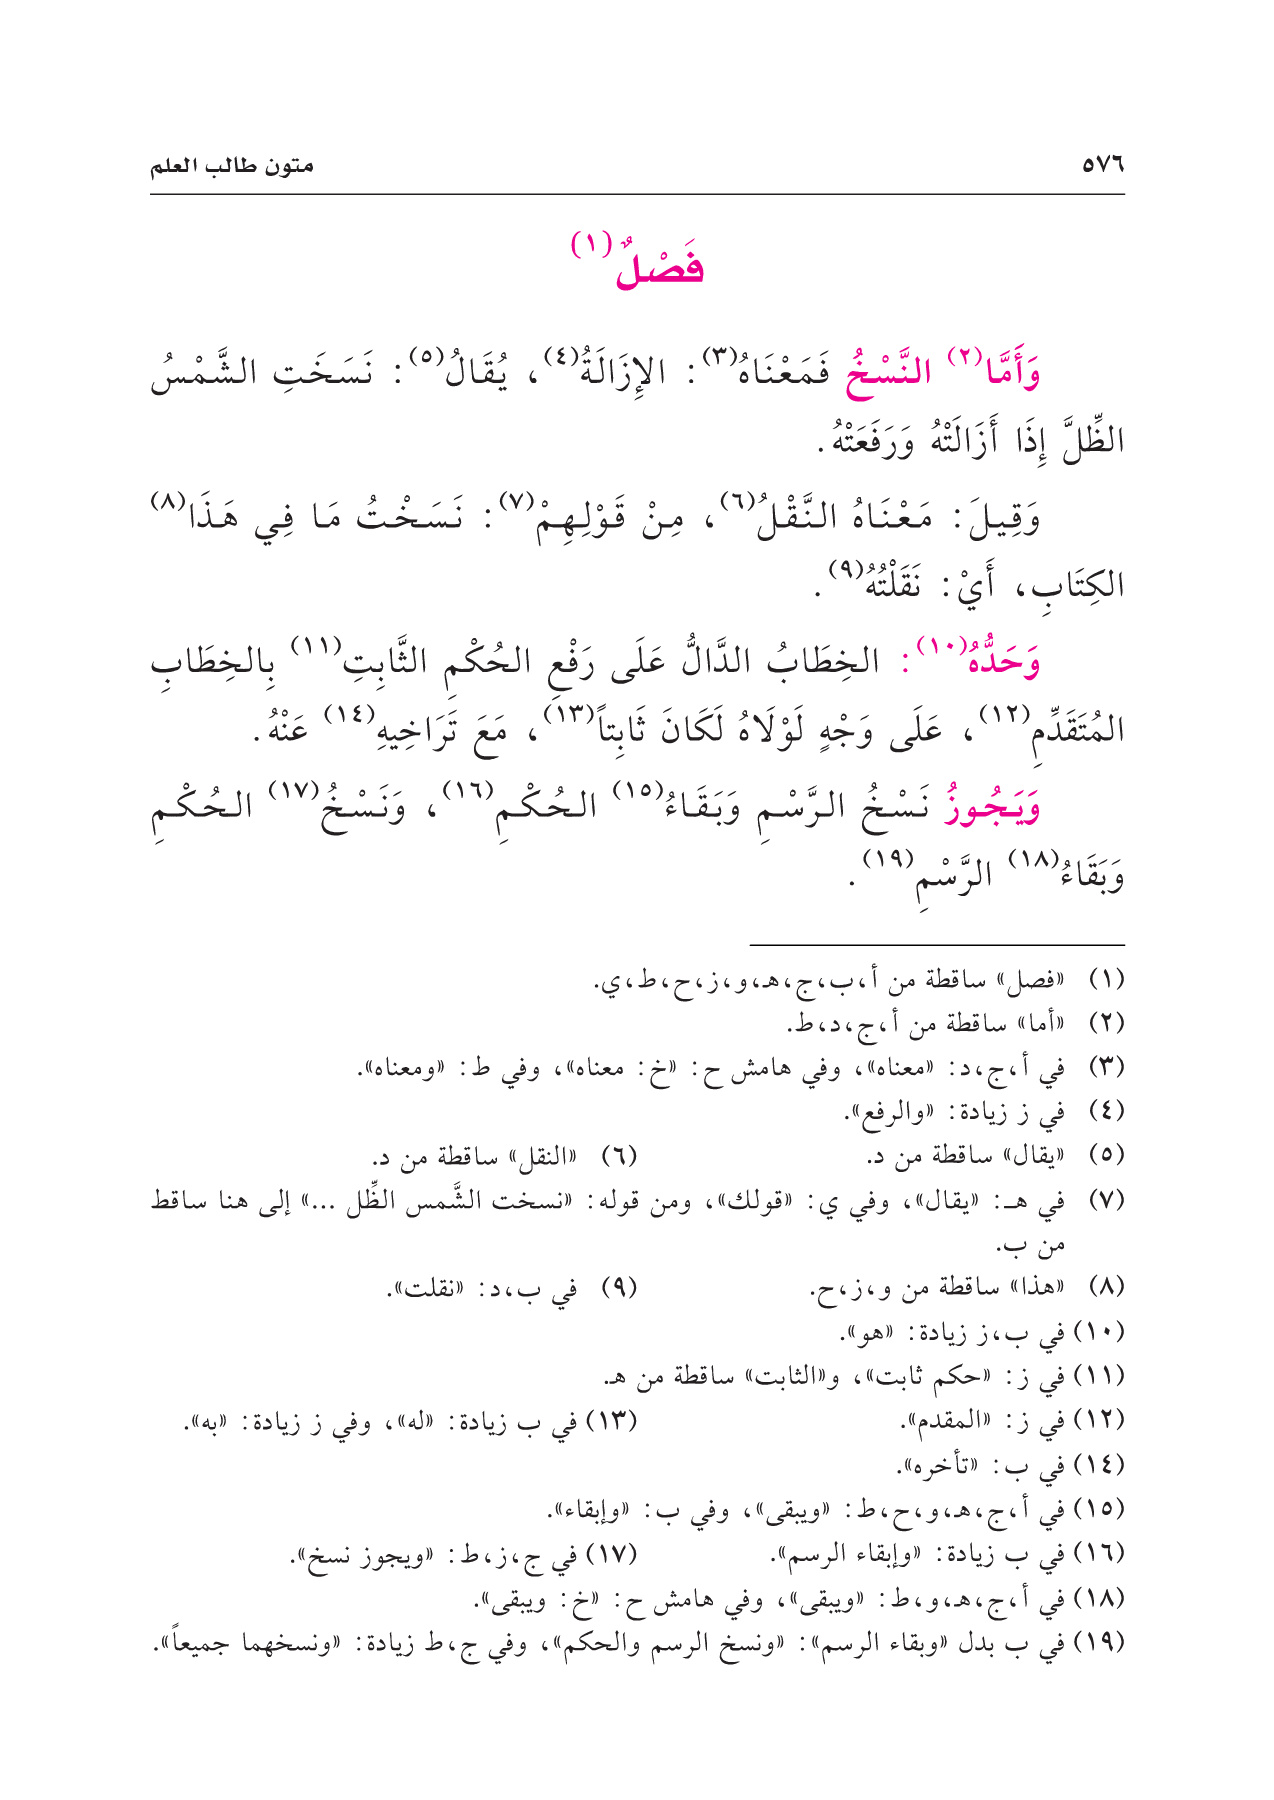 ٥٧٦ متون طالب العلم
فَصْلٌ(١)
وَأَمَّا(٢) النَّسْخُ فَمَعْنَاهُ(٣): الإِزَالَةُ(٤)، يُقَالُ(٥): نَسَخَتِ الشَّمْسُ
الظِّلَّ إِذَا أَزَالَتْهُ وَرَفَعَتْهُ.
وَقِيلَ: مَعْنَاهُ النَّقْلُ(٦)، مِنْ قَوْلِهِمْ(٧): نَسَخْتُ مَا فِي هَذَا(٨)
الكِتَابِ، أَيْ: نَقَلْتُهُ(٩).
وَحَدُّهُ(١٠): الخِطَابُ الدَّالُّ عَلَى رَفْعِ الحُكْمِ الثَّابِتِ(١١) بِالخِطَابِ
المُتَقَدِّمِ(١٢)، عَلَى وَجْهٍ لَوْلَاهُ لَكَانَ ثَابِتاً(١٣)، مَعَ تَرَاخِيهِ(١٤) عَنْهُ.
وَيَجُوزُ نَسْخُ الرَّسْمِ وَبَقَاءُ(١٥) الحُكْمِ(١٦)، وَنَسْخُ(١٧) الحُكْمِ
وَبَقَاءُ(١٨) الرَّسْمِ(١٩).
(١) «فصل» ساقطة من أ،ب،ج،هـ،و،ز،ح،ط،ي.
(٢) «أما» ساقطة من أ،ج،د،ط.
(٣) في أ،ج،د: «معناه»، وفي هامش ح: «خ: معناه»، وفي ط: «ومعناه».
(٤) في ز زيادة: «والرفع».
(٥) «يقال» ساقطة من د. (٦) «النقل» ساقطة من د.
(٧) في هـ: «يقال»، وفي ي: «قولك»، ومن قوله: «نسخت الشَّمس الظِّل ...» إلى هنا ساقط
من ب.
(٨) «هذا» ساقطة من و،ز،ح. (٩) في ب،د: «نقلت».
(١٠) في ب،ز زيادة: «هو».
(١١) في ز: «حكم ثابت»، و«الثابت» ساقطة من هـ.
(١٢) في ز: «المقدم». (١٣) في ب زيادة: «له»، وفي ز زيادة: «به».
(١٤) في ب: «تأخره».
(١٥) في أ،ج،هـ،و،ح،ط: «ويبقى»، وفي ب: «وإبقاء».
(١٦) في ب زيادة: «وإبقاء الرسم». (١٧) في ج،ز،ط: «ويجوز نسخ».
(١٨) في أ،ج،هـ،و،ط: «ويبقى»، وفي هامش ح: «خ: ويبقى».
(١٩) في ب بدل «وبقاء الرسم»: «ونسخ الرسم والحكم»، وفي ج،ط زيادة: «ونسخهما جميعاً».